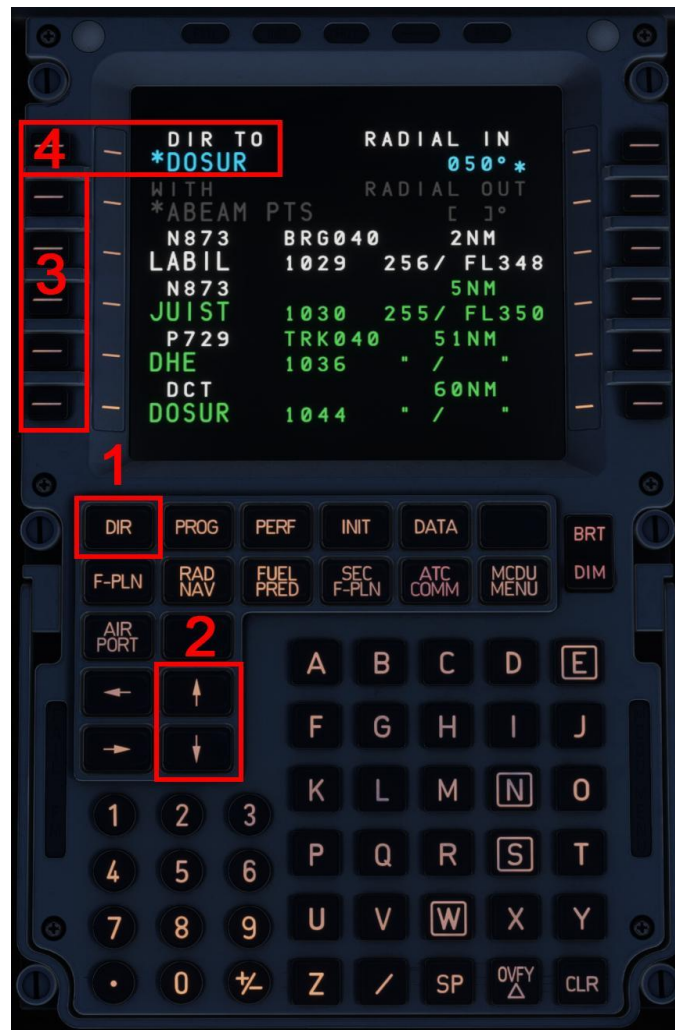 4
DIR TO RADIAL IN
*DOSUR 050°*
WITH RADIAL OUT
*ABEAM PTS [ ]°
N873 BRG040 2NM
LABIL 1029 256/ FL348
3
N873 5NM
JUIST 1030 255/ FL350
P729 TRK040 51NM
DHE 1036 " / "
DCT 60NM
DOSUR 1044 " / "
1
DIR PROG PERF INIT DATA
BRT
F-PLN RAD NAV FUEL PRED SEC F-PLN ATC COMM MCDU MENU
DIM
AIR PORT
2
A B C D E
← ↑
F G H I J
→ ↓
K L M N O
1 2 3
P Q R S T
4 5 6
U V W X Y
7 8 9
Z / SP OVFY △ CLR
. 0 +/-